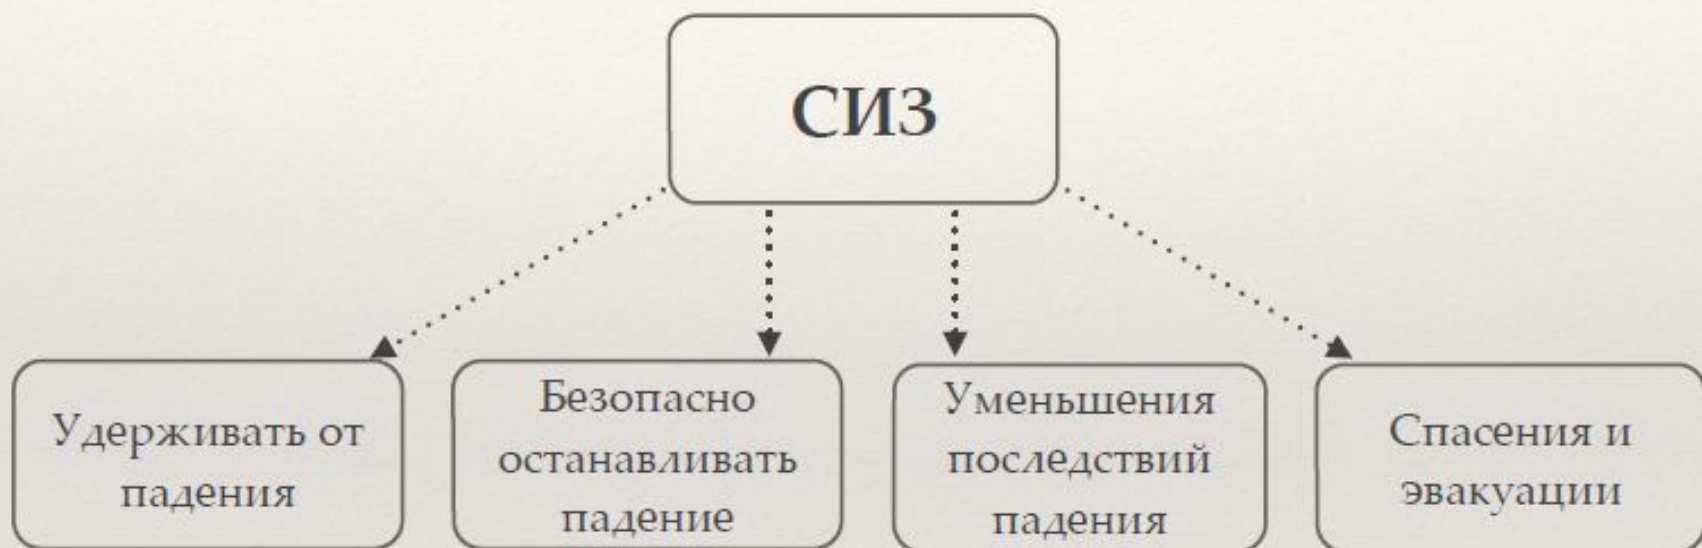 СИЗ
Удерживать от
падения
Безопасно
останавливать
падение
Уменьшения
последствий
падения
Спасения и
эвакуации